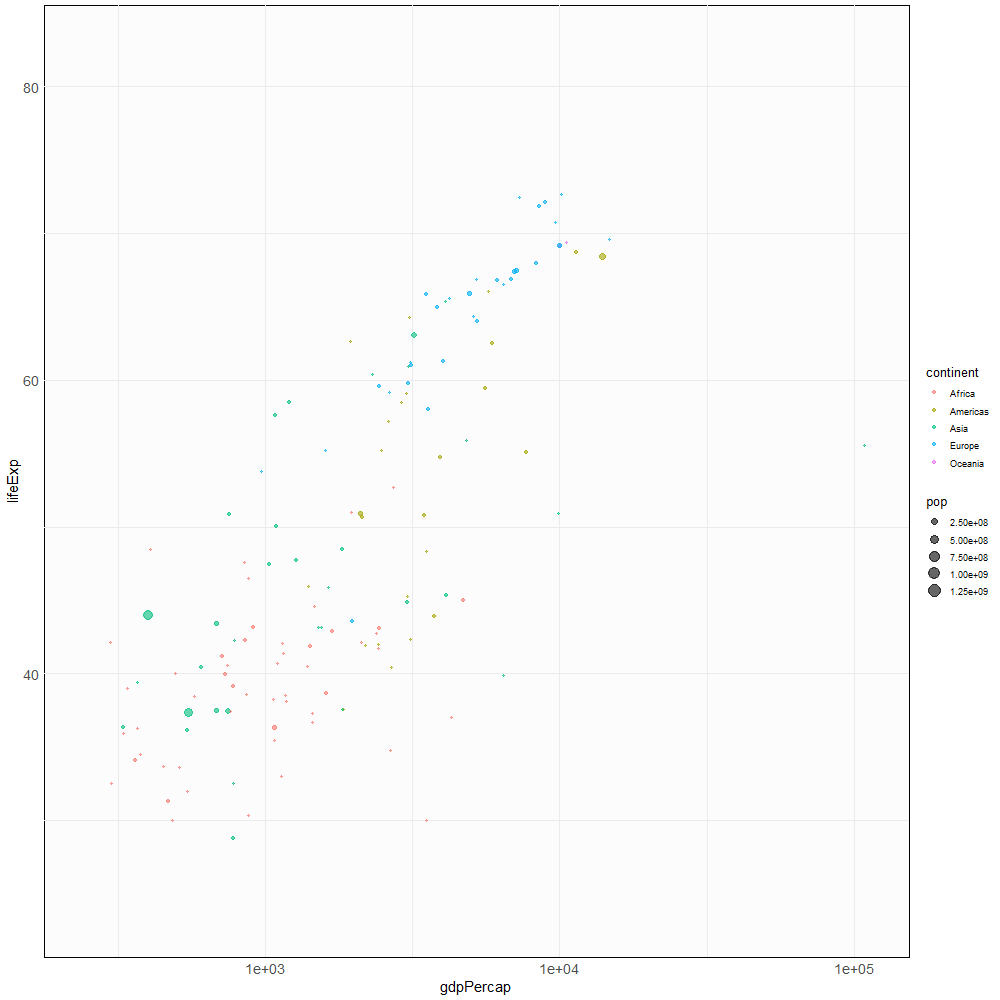 80
60
40
lifeExp
1e+03
1e+04
1e+05
gdpPercap
continent
Africa
Americas
Asia
Europe
Oceania
pop
2.50e+08
5.00e+08
7.50e+08
1.00e+09
1.25e+09